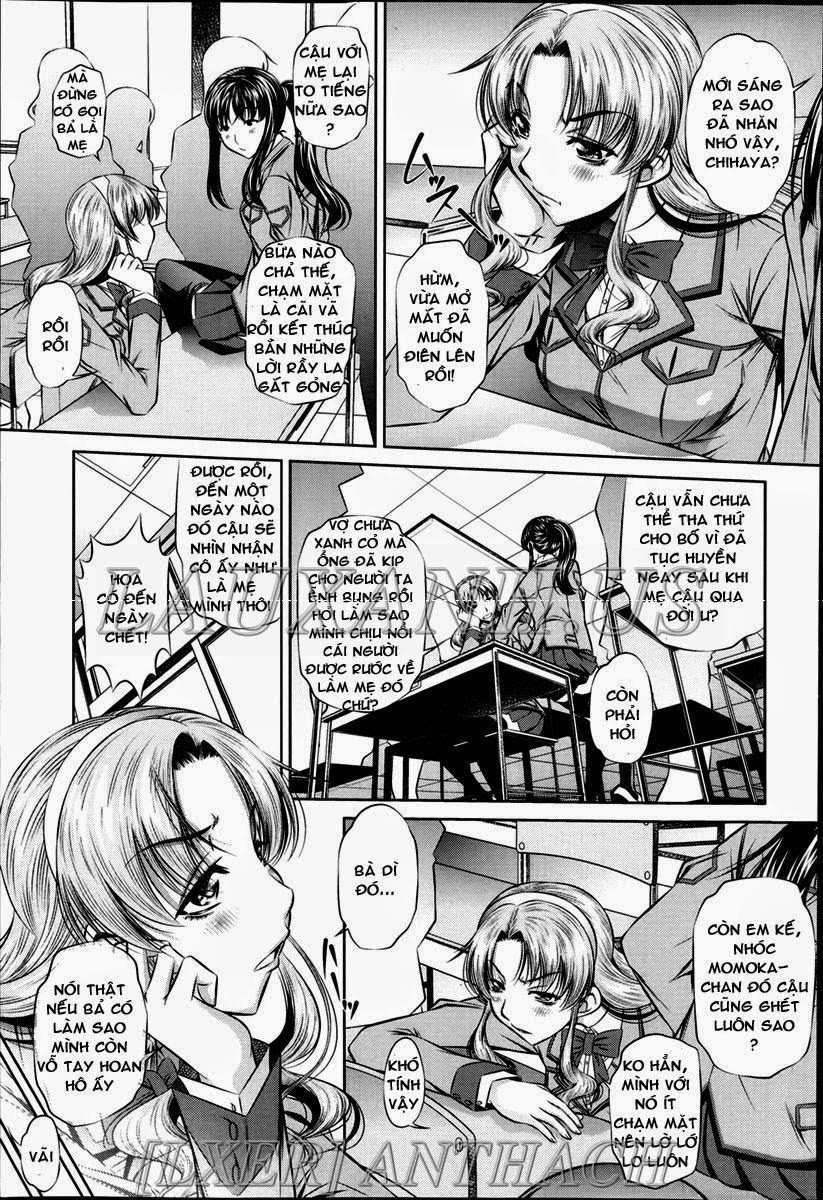 MỚI SÁNG
RA SAO
ĐÃ NHĂN
NHÓ VẬY,
CHIHAYA?
HỪM,
VỪA MỞ
MẮT ĐÃ
MUỐN
ĐIÊN LÊN
RỒI!
CẬU VỚI
MẸ LẠI
TO TIẾNG
NỮA SAO
?
MÀ
ĐỪNG
CÓ GỌI
BẢ LÀ
MẸ
BỮA NÀO
CHẢ THẾ,
CHẠM MẶT
LÀ CÃI VÃ
RỒI KẾT THÚC
BẰNG NHỮNG
LỜI RẦY LA
GẮT GỎNG
RỒI
RỒI
CẬU VẪN CHƯA
THỂ THA THỨ
CHO BỐ VÌ ĐÃ
TỤC HUYỀN
NGAY SAU KHI
MẸ CẬU QUA
ĐỜI Ư?
CÒN
PHẢI
HỎI
VỢ CHƯA
XANH CỎ MÀ
ỔNG ĐÃ KỊP
CHO NGƯỜI TA
ỄNH BỤNG RỒI
HỎI LÀM SAO
MÌNH CHỊU NỔI
CÁI NGƯỜI
ĐƯỢC RƯỚC VỀ
LÀM MẸ ĐÓ
CHỨ?
ĐƯỢC RỒI,
ĐẾN MỘT
NGÀY NÀO
ĐÓ CẬU SẼ
NHÌN NHẬN
CÔ ẤY NHƯ
LÀ MẸ
MÌNH THÔI
HỌA
CÓ ĐẾN
NGÀY
CHẾT!
LAUXANH.US
CÒN EM KẾ,
NHÓC
MOMOKA-
CHAN ĐÓ CẬU
CŨNG GHÉT
LUÔN SAO
?
KO HẲN,
MÌNH VỚI
NÓ ÍT
CHẠM MẶT
NÊN LỜ LỚ
LƠ LUÔN
BÀ DÌ
ĐÓ...
KHÓ
TÍNH
VẬY
NÓI THẬT
NẾU BẢ CÓ
LÀM SAO
MÌNH CÒN
VỖ TAY HOAN
HÔ ẤY
VÃI
[LXER] ANTHACH